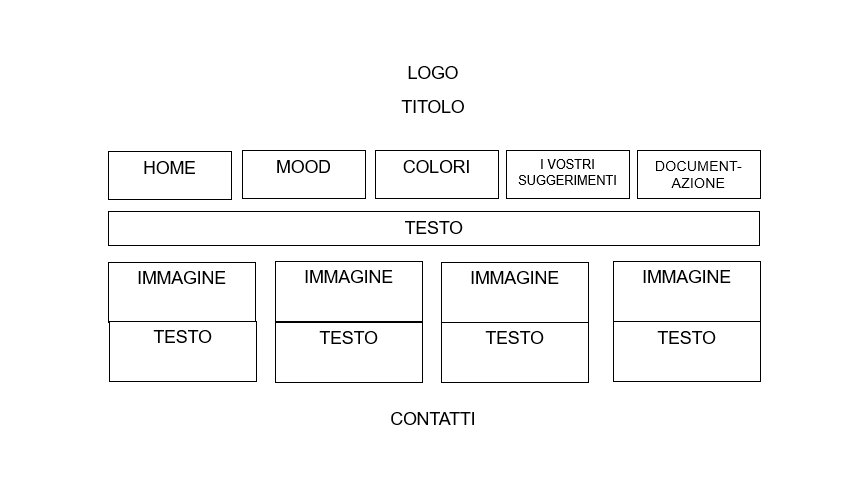 LOGO
TITOLO
HOME
MOOD
COLORI
I VOSTRI
SUGGERIMENTI
DOCUMENT-
AZIONE
TESTO
IMMAGINE
IMMAGINE
IMMAGINE
IMMAGINE
TESTO
TESTO
TESTO
TESTO
CONTATTI